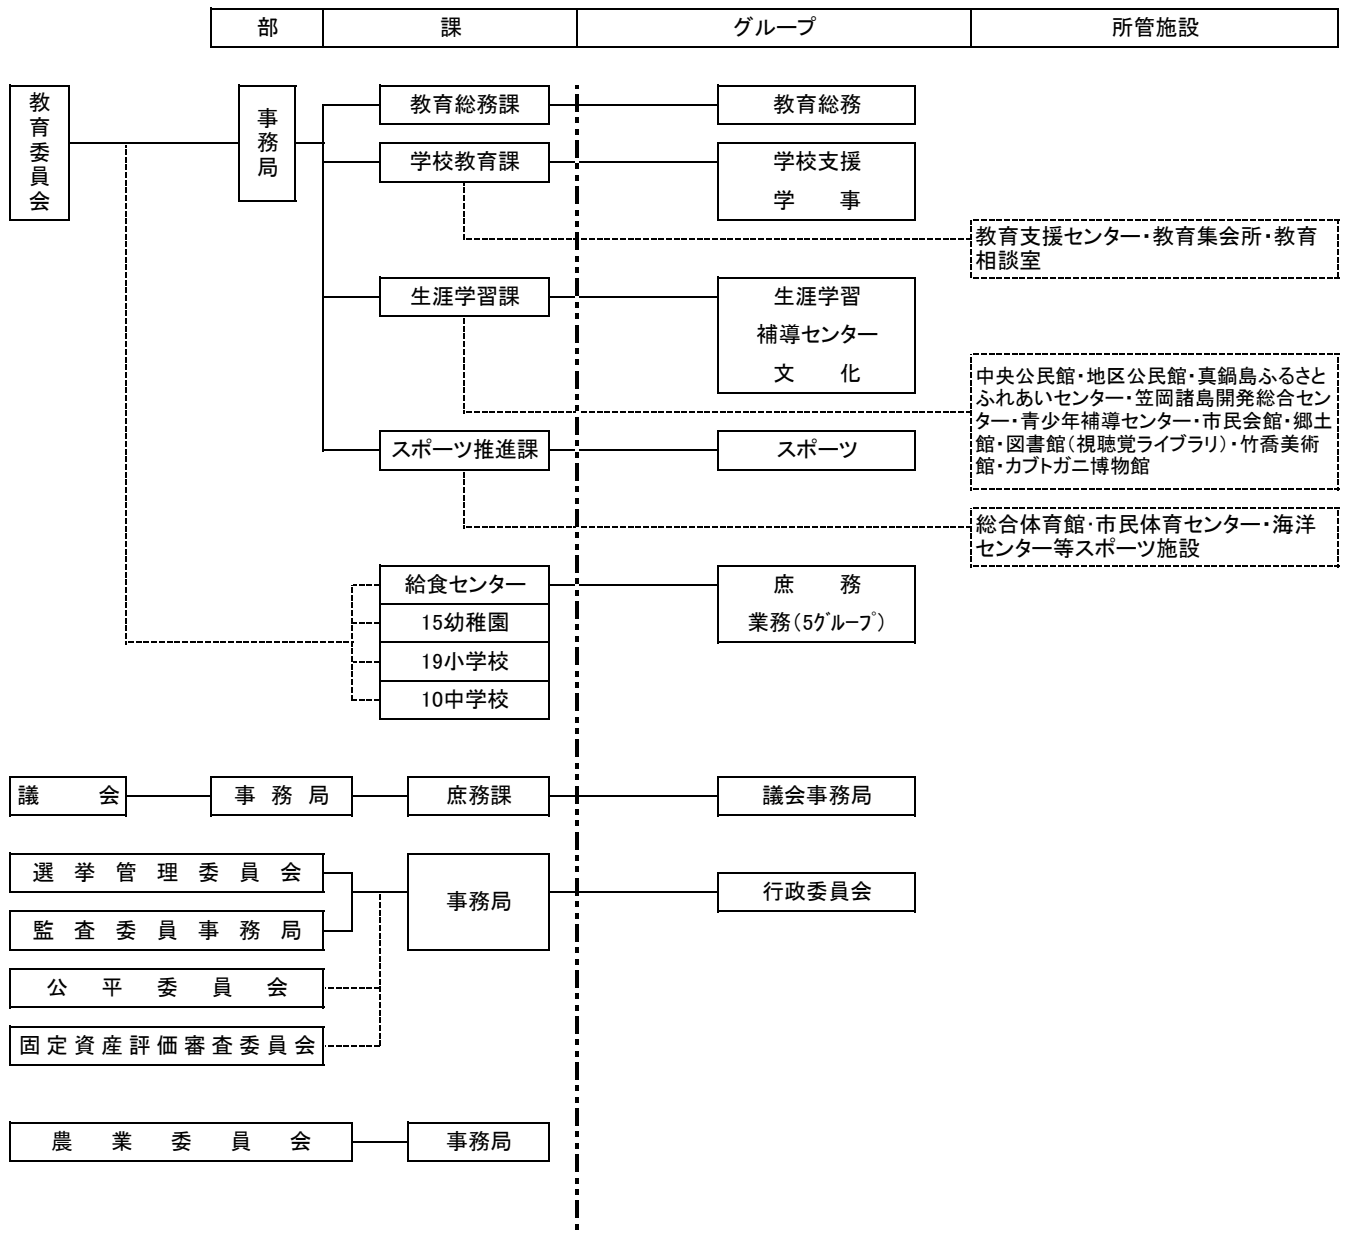 部 課 グループ 所管施設
教育委員会
事務局
教育総務課 教育総務
学校教育課 学校支援
学 事
教育支援センター・教育集会所・教育
相談室
生涯学習課 生涯学習
補導センター
文 化
中央公民館・地区公民館・真鍋島ふるさと
ふれあいセンター・笠岡諸島開発総合セン
ター・青少年補導センター・市民会館・郷土
館・図書館(視聴覚ライブラリ)・竹喬美術
館・カブトガニ博物館
スポーツ推進課 スポーツ
総合体育館・市民体育センター・海洋
センター等スポーツ施設
給食センター 庶 務
15幼稚園 業務(5グループ)
19小学校
10中学校
議 会 事 務 局 庶務課 議会事務局
選 挙 管 理 委 員 会
事務局 行政委員会
監 査 委 員 事 務 局
公 平 委 員 会
固 定 資 産 評 価 審 査 委 員 会
農 業 委 員 会 事務局